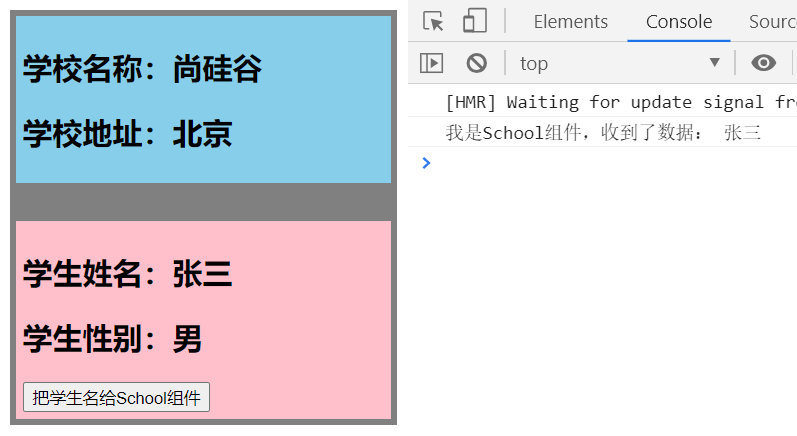 学校名称：尚硅谷
学校地址：北京
学生姓名：张三
学生性别：男
把学生名给School组件
Elements Console Sourc
top
[HMR] Waiting for update signal fr
我是School组件，收到了数据： 张三